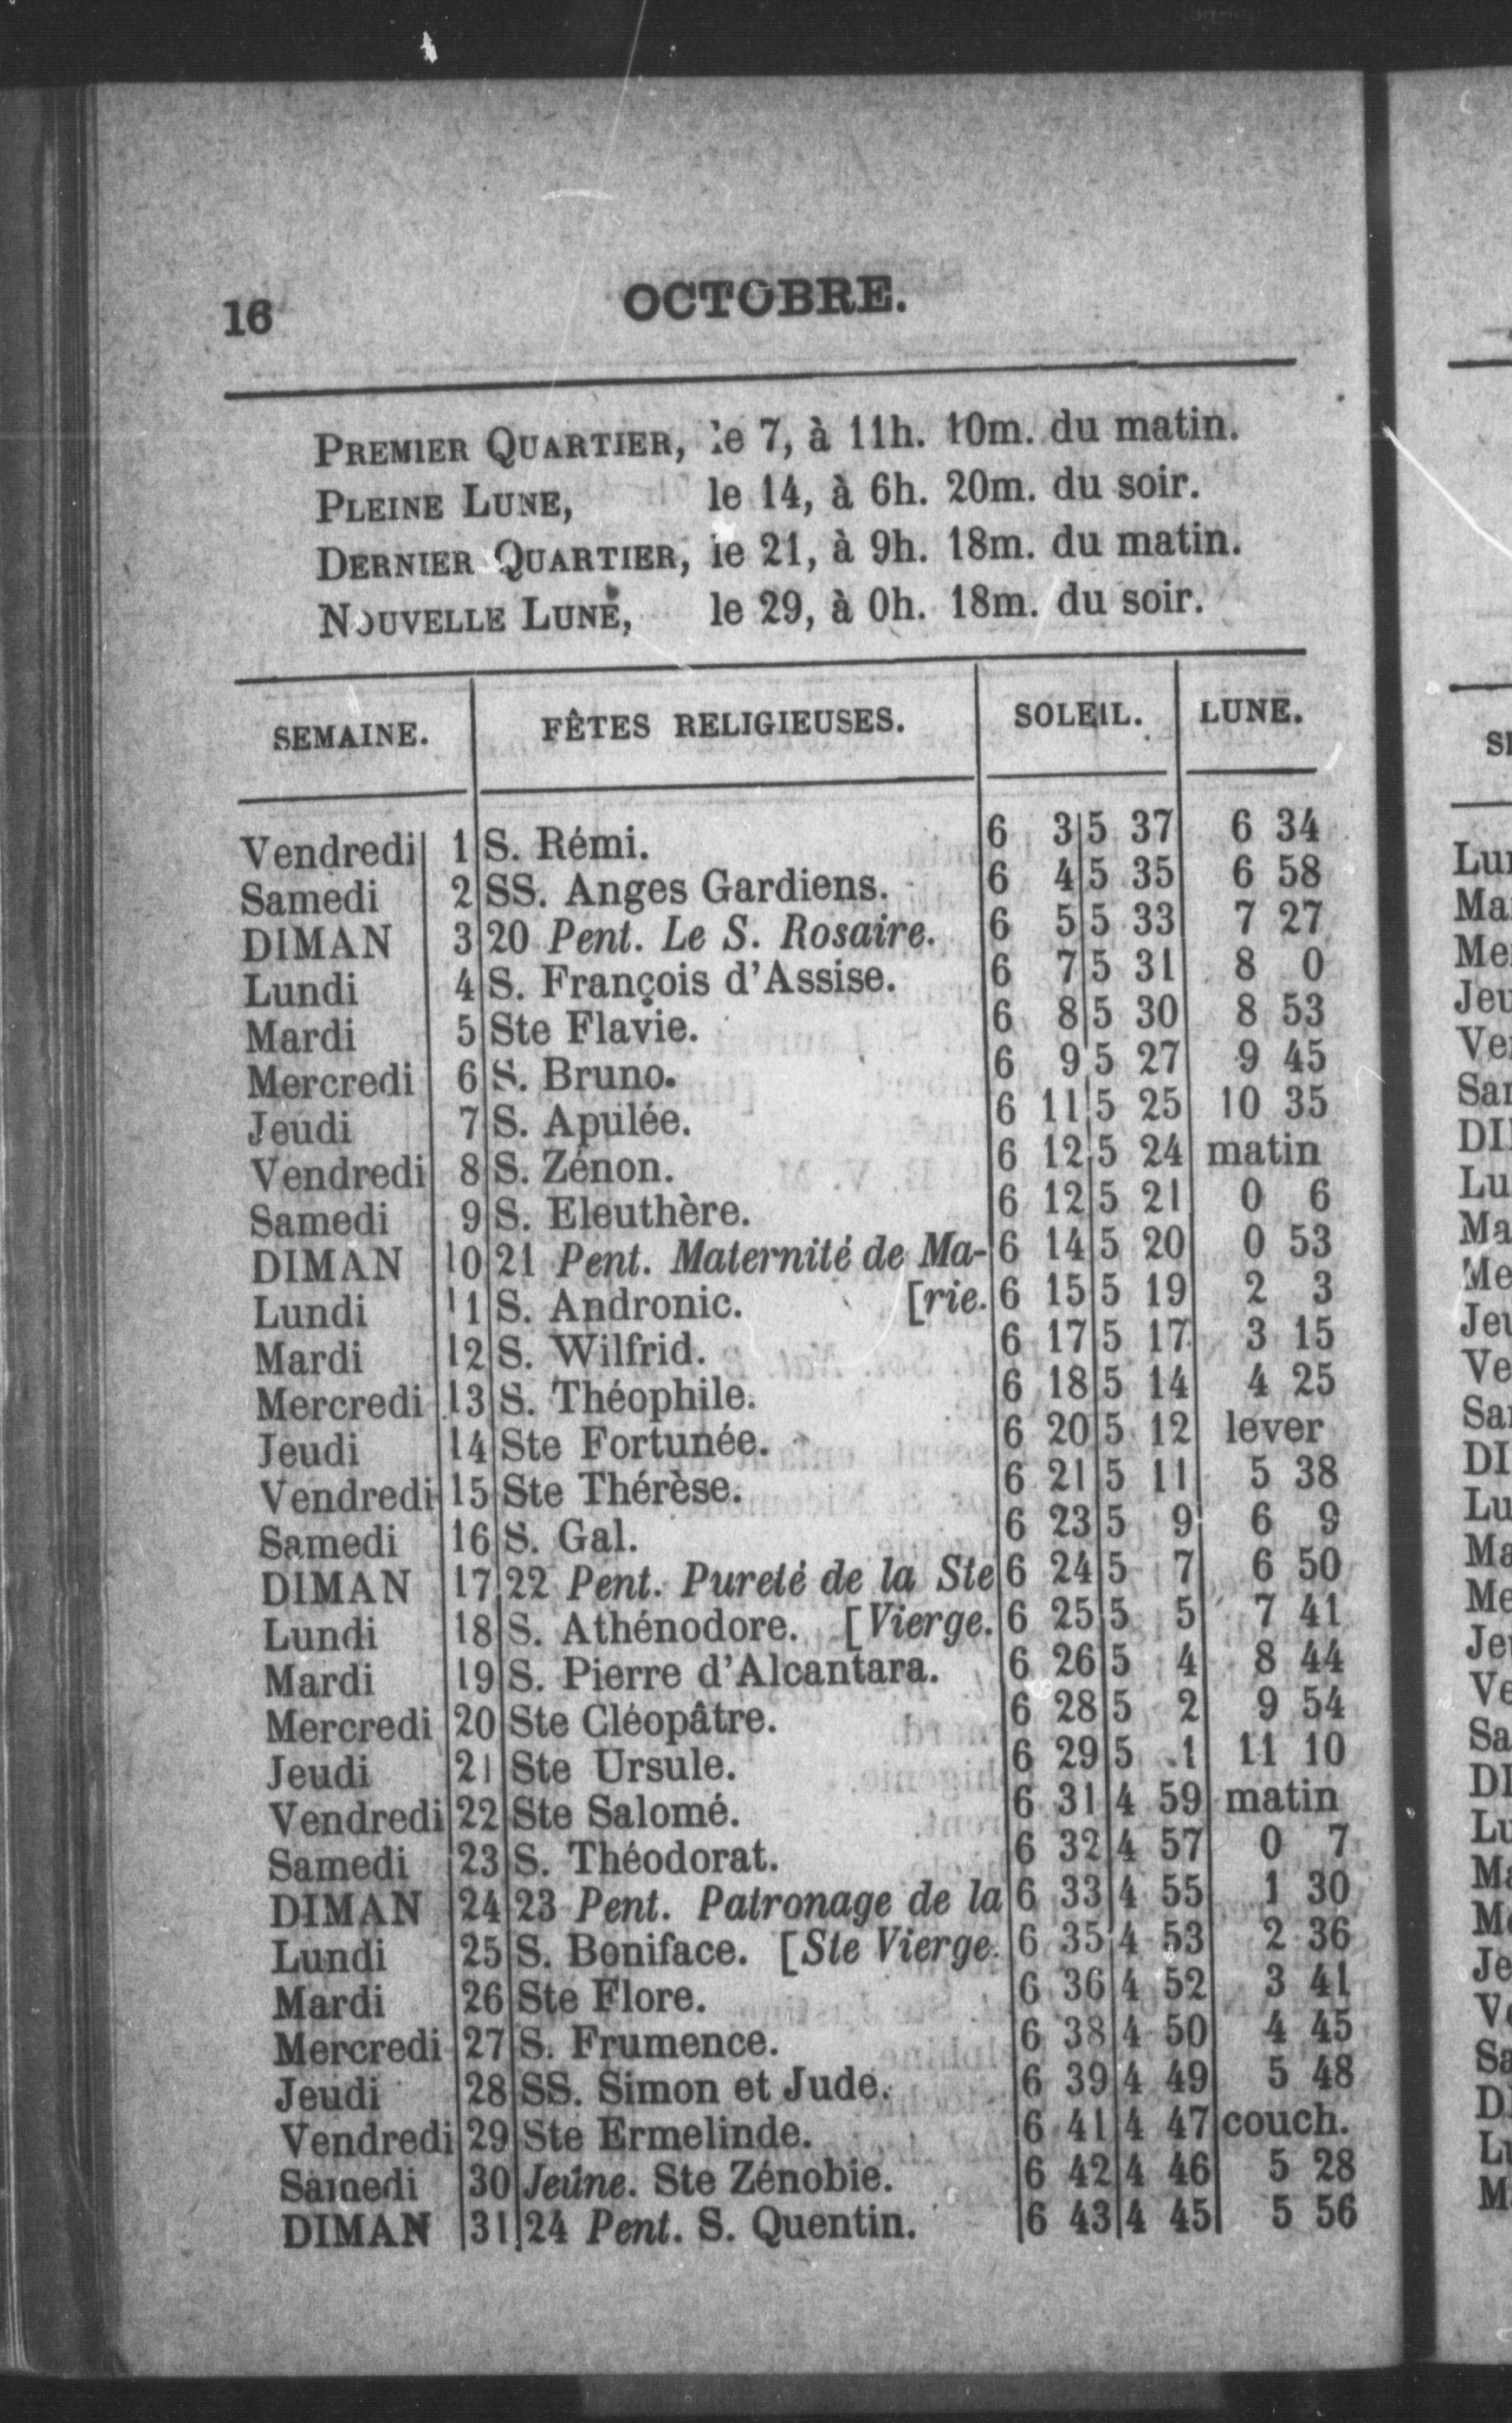 16
OCTOBRE.
PREMIER QUARTIER, le 7, à 11h. 10m. du matin.
PLEINE LUNE, le 14, à 6h. 20m. du soir.
DERNIER QUARTIER, le 21, à 9h. 18m. du matin.
NOUVELLE LUNE, le 29, à 0h. 18m. du soir.
SEMAINE. FÊTES RELIGIEUSES. SOLEIL. LUNE.
Vendredi 1 S. Rémi. 6 3 5 37 6 34
Samedi 2 SS. Anges Gardiens. 6 4 5 35 6 58
DIMAN 3 20 Pent. Le S. Rosaire. 6 5 5 33 7 27
Lundi 4 S. François d'Assise. 6 7 5 31 8 0
Mardi 5 Ste Flavie. 6 8 5 30 8 53
Mercredi 6 S. Bruno. 6 9 5 27 9 45
Jeudi 7 S. Apulée. 6 11 5 25 10 35
Vendredi 8 S. Zénon. 6 12 5 24 matin
Samedi 9 S. Eleuthère. 6 12 5 21 0 6
DIMAN 10 21 Pent. Maternité de Ma- 6 14 5 20 0 53
Lundi 11 S. Andronic. [rie. 6 15 5 19 2 3
Mardi 12 S. Wilfrid. 6 17 5 17 3 15
Mercredi 13 S. Théophile. 6 18 5 14 4 25
Jeudi 14 Ste Fortunée. 6 20 5 12 lever
Vendredi 15 Ste Thérèse. 6 21 5 11 5 38
Samedi 16 S. Gal. 6 23 5 9 6 9
DIMAN 17 22 Pent. Pureté de la Ste 6 24 5 7 6 50
Lundi 18 S. Athénodore. [Vierge. 6 25 5 5 7 41
Mardi 19 S. Pierre d'Alcantara. 6 26 5 4 8 44
Mercredi 20 Ste Cléopâtre. 6 28 5 2 9 54
Jeudi 21 Ste Ursule. 6 29 5 1 11 10
Vendredi 22 Ste Salomé. 6 31 4 59 matin
Samedi 23 S. Théodorat. 6 32 4 57 0 7
DIMAN 24 23 Pent. Patronage de la 6 33 4 55 1 30
Lundi 25 S. Boniface. [Ste Vierge. 6 35 4 53 2 36
Mardi 26 Ste Flore. 6 36 4 52 3 41
Mercredi 27 S. Frumence. 6 38 4 50 4 45
Jeudi 28 SS. Simon et Jude. 6 39 4 49 5 48
Vendredi 29 Ste Ermelinde. 6 41 4 47 couch.
Samedi 30 Jeûne. Ste Zénobie. 6 42 4 46 5 28
DIMAN 31 24 Pent. S. Quentin. 6 43 4 45 5 56